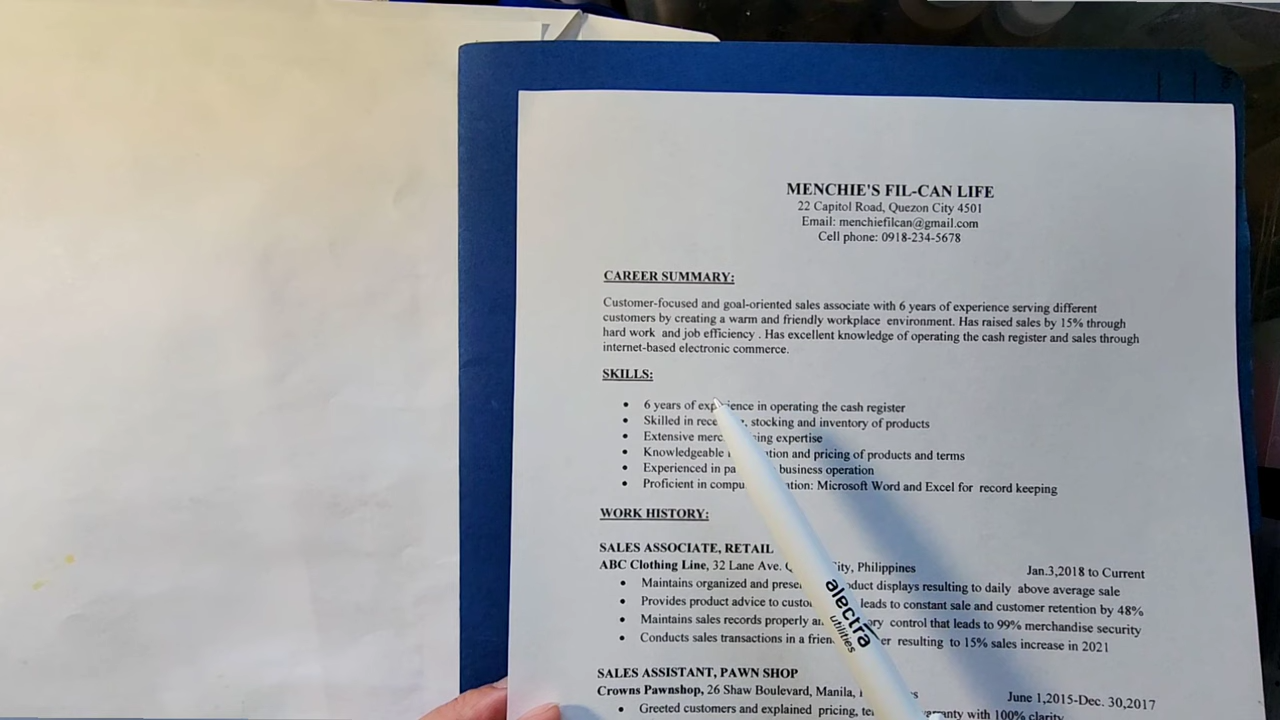 MENCHIE'S FIL-CAN LIFE
22 Capitol Road, Quezon City 4501
Email: menchiefilcan@gmail.com
Cell phone: 0918-234-5678
CAREER SUMMARY:
Customer-focused and goal-oriented sales associate with 6 years of experience serving different
customers by creating a warm and friendly workplace environment. Has raised sales by 15% through
hard work and job efficiency . Has excellent knowledge of operating the cash register and sales through
internet-based electronic commerce.
SKILLS:
• 6 years of experience in operating the cash register
• Skilled in stocking and inventory of products
• Extensive expertise
• Knowledgeable and pricing of products and terms
• Experienced in business operation
• Proficient in Microsoft Word and Excel for record keeping
WORK HISTORY:
SALES ASSOCIATE, RETAIL
ABC Clothing Line, 32 Lane Ave. City, Philippines Jan.3,2018 to Current
• Maintains organized and product displays resulting to daily above average sale
• Provides product advice to leads to constant sale and customer retention by 48%
• Maintains sales records properly control that leads to 99% merchandise security
• Conducts sales transactions in a resulting to 15% sales increase in 2021
SALES ASSISTANT, PAWN SHOP
Crowns Pawnshop, 26 Shaw Boulevard, Manila, June 1,2015-Dec. 30,2017
• Greeted customers and explained pricing, with 100% clarity
alectra
utilities